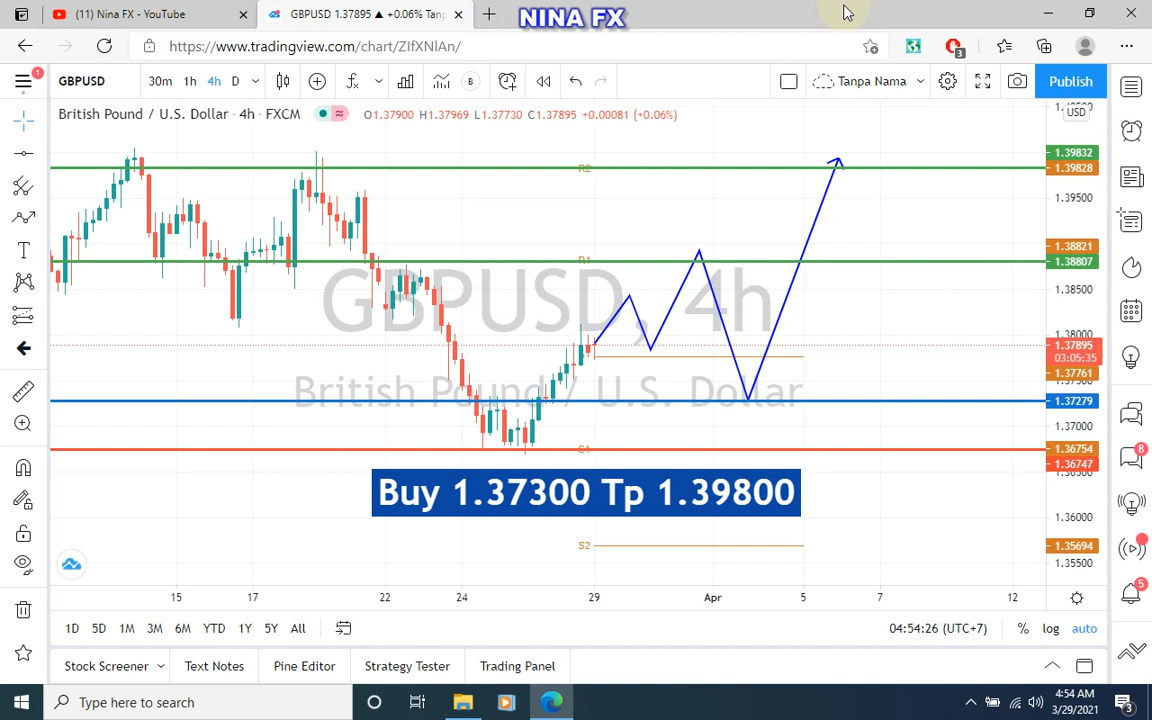 (11) Nina FX - YouTube
GBPUSD 1.37895 ▲ +0.06% Tanp
NINA FX
https://www.tradingview.com/chart/ZIfXNlAn/
3
1
GBPUSD
30m 1h 4h D
B
Tanpa Nama
Publish
British Pound / U.S. Dollar · 4h · FXCM
O1.37900 H1.37969 L1.37730 C1.37895 +0.00081 (+0.06%)
USD
1.39832
R2
1.39828
1.39500
1.38821
R1
1.38807
1.38500
GBPUSD, 4h
1.38000
1.37895
03:05:35
1.37761
British Pound / U.S. Dollar
1.37279
1.37000
S1
1.36754
1.36747
8
Buy 1.37300 Tp 1.39800
1.36000
S2
1.35694
1.35500
5
15 17 22 24 29 Apr 5 7 12
1D 5D 1M 3M 6M YTD 1Y 5Y All
04:54:26 (UTC+7)
% log auto
Stock Screener Text Notes Pine Editor Strategy Tester Trading Panel
Type here to search
4:54 AM
3/29/2021
3